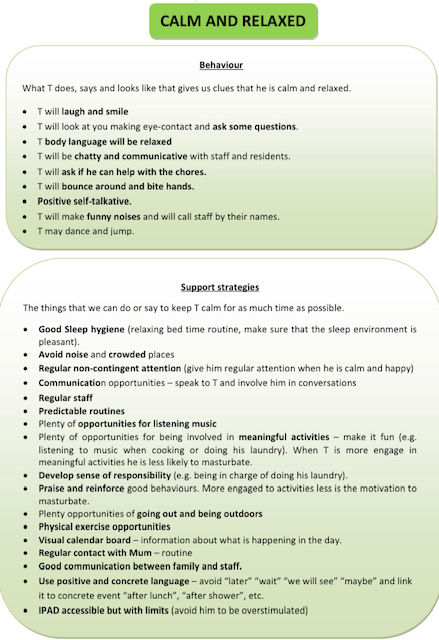 CALM AND RELAXED
Behaviour
What T does, says and looks like that gives us clues that he is calm and relaxed.
• T will laugh and smile
• T will look at you making eye-contact and ask some questions.
• T body language will be relaxed
• T will be chatty and communicative with staff and residents.
• T will ask if he can help with the chores.
• T will bounce around and bite hands.
• Positive self-talkative.
• T will make funny noises and will call staff by their names.
• T may dance and jump.
Support strategies
The things that we can do or say to keep T calm for as much time as possible.
• Good Sleep hygiene (relaxing bed time routine, make sure that the sleep environment is
pleasant).
• Avoid noise and crowded places
• Regular non-contingent attention (give him regular attention when he is calm and happy)
• Communication opportunities – speak to T and involve him in conversations
• Regular staff
• Predictable routines
• Plenty of opportunities for listening music
• Plenty of opportunities for being involved in meaningful activities – make it fun (e.g.
listening to music when cooking or doing his laundry). When T is more engage in
meaningful activities he is less likely to masturbate.
• Develop sense of responsibility (e.g. being in charge of doing his laundry).
• Praise and reinforce good behaviours. More engaged to activities less is the motivation to
masturbate.
• Plenty opportunities of going out and being outdoors
• Physical exercise opportunities
• Visual calendar board – information about what is happening in the day.
• Regular contact with Mum – routine
• Good communication between family and staff.
• Use positive and concrete language – avoid “later” “wait” “we will see” “maybe” and link
it to concrete event “after lunch”, “after shower”, etc.
• IPAD accessible but with limits (avoid him to be overstimulated)